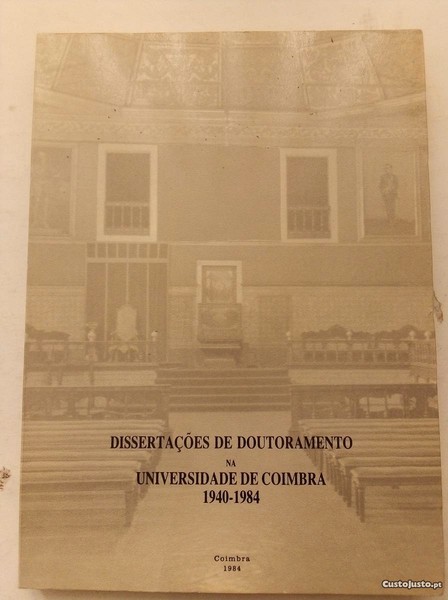 DISSERTAÇÕES DE DOUTORAMENTO
NA
UNIVERSIDADE DE COIMBRA
1940-1984
Coimbra
1984
CustoJusto.pt